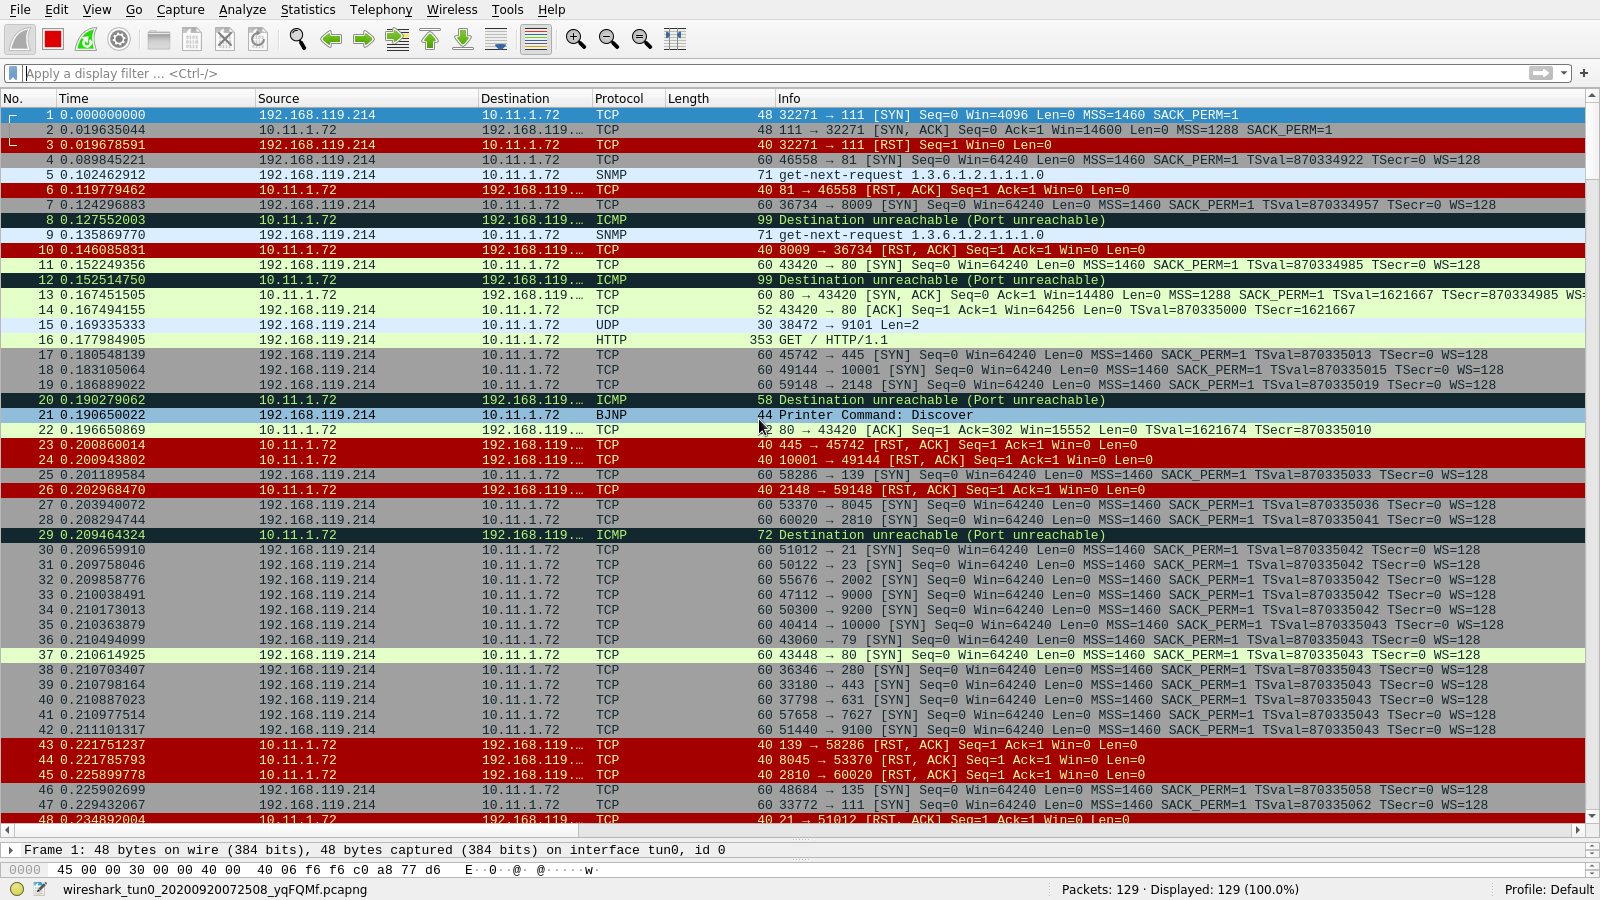 File Edit View Go Capture Analyze Statistics Telephony Wireless Tools Help
Apply a display filter ... <Ctrl-/>
No. Time Source Destination Protocol Length Info
1 0.000000000 192.168.119.214 10.11.1.72 TCP 48 32271 → 111 [SYN] Seq=0 Win=4096 Len=0 MSS=1460 SACK_PERM=1
2 0.019635044 10.11.1.72 192.168.119.… TCP 48 111 → 32271 [SYN, ACK] Seq=0 Ack=1 Win=14600 Len=0 MSS=1288 SACK_PERM=1
3 0.019678591 192.168.119.214 10.11.1.72 TCP 40 32271 → 111 [RST] Seq=1 Win=0 Len=0
4 0.089845221 192.168.119.214 10.11.1.72 TCP 60 46558 → 81 [SYN] Seq=0 Win=64240 Len=0 MSS=1460 SACK_PERM=1 TSval=870334922 TSecr=0 WS=128
5 0.102462912 192.168.119.214 10.11.1.72 SNMP 71 get-next-request 1.3.6.1.2.1.1.1.0
6 0.119779462 10.11.1.72 192.168.119.… TCP 40 81 → 46558 [RST, ACK] Seq=1 Ack=1 Win=0 Len=0
7 0.124296883 192.168.119.214 10.11.1.72 TCP 60 36734 → 8009 [SYN] Seq=0 Win=64240 Len=0 MSS=1460 SACK_PERM=1 TSval=870334957 TSecr=0 WS=128
8 0.127552003 10.11.1.72 192.168.119.… ICMP 99 Destination unreachable (Port unreachable)
9 0.135869770 192.168.119.214 10.11.1.72 SNMP 71 get-next-request 1.3.6.1.2.1.1.1.0
10 0.146085831 10.11.1.72 192.168.119.… TCP 40 8009 → 36734 [RST, ACK] Seq=1 Ack=1 Win=0 Len=0
11 0.152249356 192.168.119.214 10.11.1.72 TCP 60 43420 → 80 [SYN] Seq=0 Win=64240 Len=0 MSS=1460 SACK_PERM=1 TSval=870334985 TSecr=0 WS=128
12 0.152514750 10.11.1.72 192.168.119.… ICMP 99 Destination unreachable (Port unreachable)
13 0.167451505 10.11.1.72 192.168.119.… TCP 60 80 → 43420 [SYN, ACK] Seq=0 Ack=1 Win=14480 Len=0 MSS=1288 SACK_PERM=1 TSval=1621667 TSecr=870334985 WS=
14 0.167494155 192.168.119.214 10.11.1.72 TCP 52 43420 → 80 [ACK] Seq=1 Ack=1 Win=64256 Len=0 TSval=870335000 TSecr=1621667
15 0.169335333 192.168.119.214 10.11.1.72 UDP 30 38472 → 9101 Len=2
16 0.177984905 192.168.119.214 10.11.1.72 HTTP 353 GET / HTTP/1.1
17 0.180548139 192.168.119.214 10.11.1.72 TCP 60 45742 → 445 [SYN] Seq=0 Win=64240 Len=0 MSS=1460 SACK_PERM=1 TSval=870335013 TSecr=0 WS=128
18 0.183105064 192.168.119.214 10.11.1.72 TCP 60 49144 → 10001 [SYN] Seq=0 Win=64240 Len=0 MSS=1460 SACK_PERM=1 TSval=870335015 TSecr=0 WS=128
19 0.186889022 192.168.119.214 10.11.1.72 TCP 60 59148 → 2148 [SYN] Seq=0 Win=64240 Len=0 MSS=1460 SACK_PERM=1 TSval=870335019 TSecr=0 WS=128
20 0.190279062 10.11.1.72 192.168.119.… ICMP 58 Destination unreachable (Port unreachable)
21 0.190650022 192.168.119.214 10.11.1.72 BJNP 44 Printer Command: Discover
22 0.196650869 10.11.1.72 192.168.119.… TCP 80 → 43420 [ACK] Seq=1 Ack=302 Win=15552 Len=0 TSval=1621674 TSecr=870335010
23 0.200860014 10.11.1.72 192.168.119.… TCP 40 445 → 45742 [RST, ACK] Seq=1 Ack=1 Win=0 Len=0
24 0.200943802 10.11.1.72 192.168.119.… TCP 40 10001 → 49144 [RST, ACK] Seq=1 Ack=1 Win=0 Len=0
25 0.201189584 192.168.119.214 10.11.1.72 TCP 60 58286 → 139 [SYN] Seq=0 Win=64240 Len=0 MSS=1460 SACK_PERM=1 TSval=870335033 TSecr=0 WS=128
26 0.202968470 10.11.1.72 192.168.119.… TCP 40 2148 → 59148 [RST, ACK] Seq=1 Ack=1 Win=0 Len=0
27 0.203940072 192.168.119.214 10.11.1.72 TCP 60 53370 → 8045 [SYN] Seq=0 Win=64240 Len=0 MSS=1460 SACK_PERM=1 TSval=870335036 TSecr=0 WS=128
28 0.208294744 192.168.119.214 10.11.1.72 TCP 60 60020 → 2810 [SYN] Seq=0 Win=64240 Len=0 MSS=1460 SACK_PERM=1 TSval=870335041 TSecr=0 WS=128
29 0.209464324 10.11.1.72 192.168.119.… ICMP 72 Destination unreachable (Port unreachable)
30 0.209659910 192.168.119.214 10.11.1.72 TCP 60 51012 → 21 [SYN] Seq=0 Win=64240 Len=0 MSS=1460 SACK_PERM=1 TSval=870335042 TSecr=0 WS=128
31 0.209758046 192.168.119.214 10.11.1.72 TCP 60 50122 → 23 [SYN] Seq=0 Win=64240 Len=0 MSS=1460 SACK_PERM=1 TSval=870335042 TSecr=0 WS=128
32 0.209858776 192.168.119.214 10.11.1.72 TCP 60 55676 → 2002 [SYN] Seq=0 Win=64240 Len=0 MSS=1460 SACK_PERM=1 TSval=870335042 TSecr=0 WS=128
33 0.210038491 192.168.119.214 10.11.1.72 TCP 60 47112 → 9000 [SYN] Seq=0 Win=64240 Len=0 MSS=1460 SACK_PERM=1 TSval=870335042 TSecr=0 WS=128
34 0.210173013 192.168.119.214 10.11.1.72 TCP 60 50300 → 9200 [SYN] Seq=0 Win=64240 Len=0 MSS=1460 SACK_PERM=1 TSval=870335042 TSecr=0 WS=128
35 0.210363879 192.168.119.214 10.11.1.72 TCP 60 40414 → 10000 [SYN] Seq=0 Win=64240 Len=0 MSS=1460 SACK_PERM=1 TSval=870335043 TSecr=0 WS=128
36 0.210494099 192.168.119.214 10.11.1.72 TCP 60 43060 → 79 [SYN] Seq=0 Win=64240 Len=0 MSS=1460 SACK_PERM=1 TSval=870335043 TSecr=0 WS=128
37 0.210614925 192.168.119.214 10.11.1.72 TCP 60 43448 → 80 [SYN] Seq=0 Win=64240 Len=0 MSS=1460 SACK_PERM=1 TSval=870335043 TSecr=0 WS=128
38 0.210703407 192.168.119.214 10.11.1.72 TCP 60 36346 → 280 [SYN] Seq=0 Win=64240 Len=0 MSS=1460 SACK_PERM=1 TSval=870335043 TSecr=0 WS=128
39 0.210798164 192.168.119.214 10.11.1.72 TCP 60 33180 → 443 [SYN] Seq=0 Win=64240 Len=0 MSS=1460 SACK_PERM=1 TSval=870335043 TSecr=0 WS=128
40 0.210887023 192.168.119.214 10.11.1.72 TCP 60 37798 → 631 [SYN] Seq=0 Win=64240 Len=0 MSS=1460 SACK_PERM=1 TSval=870335043 TSecr=0 WS=128
41 0.210977514 192.168.119.214 10.11.1.72 TCP 60 57658 → 7627 [SYN] Seq=0 Win=64240 Len=0 MSS=1460 SACK_PERM=1 TSval=870335043 TSecr=0 WS=128
42 0.211101317 192.168.119.214 10.11.1.72 TCP 60 51440 → 9100 [SYN] Seq=0 Win=64240 Len=0 MSS=1460 SACK_PERM=1 TSval=870335043 TSecr=0 WS=128
43 0.221751237 10.11.1.72 192.168.119.… TCP 40 139 → 58286 [RST, ACK] Seq=1 Ack=1 Win=0 Len=0
44 0.221785793 10.11.1.72 192.168.119.… TCP 40 8045 → 53370 [RST, ACK] Seq=1 Ack=1 Win=0 Len=0
45 0.225899778 10.11.1.72 192.168.119.… TCP 40 2810 → 60020 [RST, ACK] Seq=1 Ack=1 Win=0 Len=0
46 0.225902699 192.168.119.214 10.11.1.72 TCP 60 48684 → 135 [SYN] Seq=0 Win=64240 Len=0 MSS=1460 SACK_PERM=1 TSval=870335058 TSecr=0 WS=128
47 0.229432067 192.168.119.214 10.11.1.72 TCP 60 33772 → 111 [SYN] Seq=0 Win=64240 Len=0 MSS=1460 SACK_PERM=1 TSval=870335062 TSecr=0 WS=128
48 0.234892004 10.11.1.72 192.168.119.… TCP 40 21 → 51012 [RST, ACK] Seq=1 Ack=1 Win=0 Len=0
Frame 1: 48 bytes on wire (384 bits), 48 bytes captured (384 bits) on interface tun0, id 0
0000 45 00 00 30 00 00 40 00 40 06 f6 f6 c0 a8 77 d6 E··0··@· @·····w·
wireshark_tun0_20200920072508_yqFQMf.pcapng Packets: 129 · Displayed: 129 (100.0%) Profile: Default